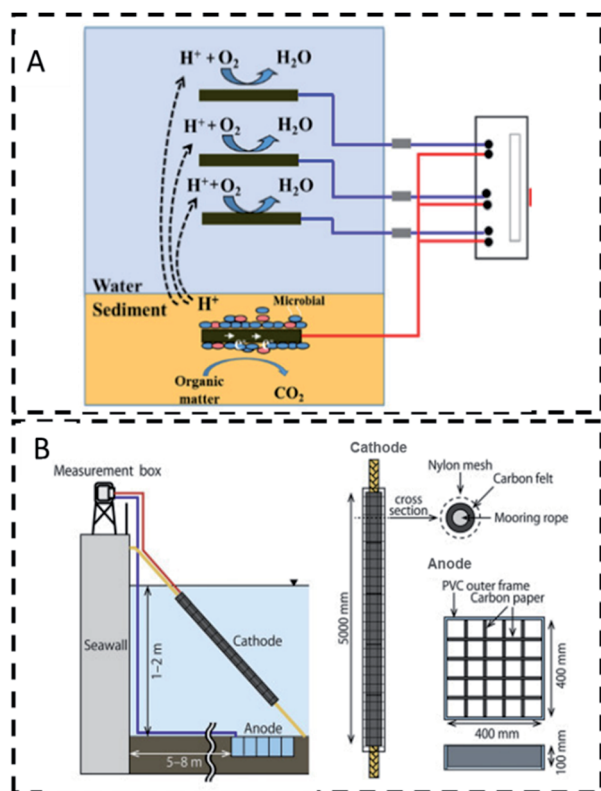 A
H⁺ + O₂ H₂O
H⁺ + O₂ H₂O
H⁺ + O₂ H₂O
Water
Sediment
H⁺
Microbial
e⁻ e⁻
Organic
matter
CO₂
B
Measurement box
Seawall
1–2 m
Cathode
Anode
5–8 m
Cathode
Nylon mesh
Carbon felt
cross
section
Mooring rope
5000 mm
Anode
PVC outer frame
Carbon paper
400 mm
400 mm
100 mm